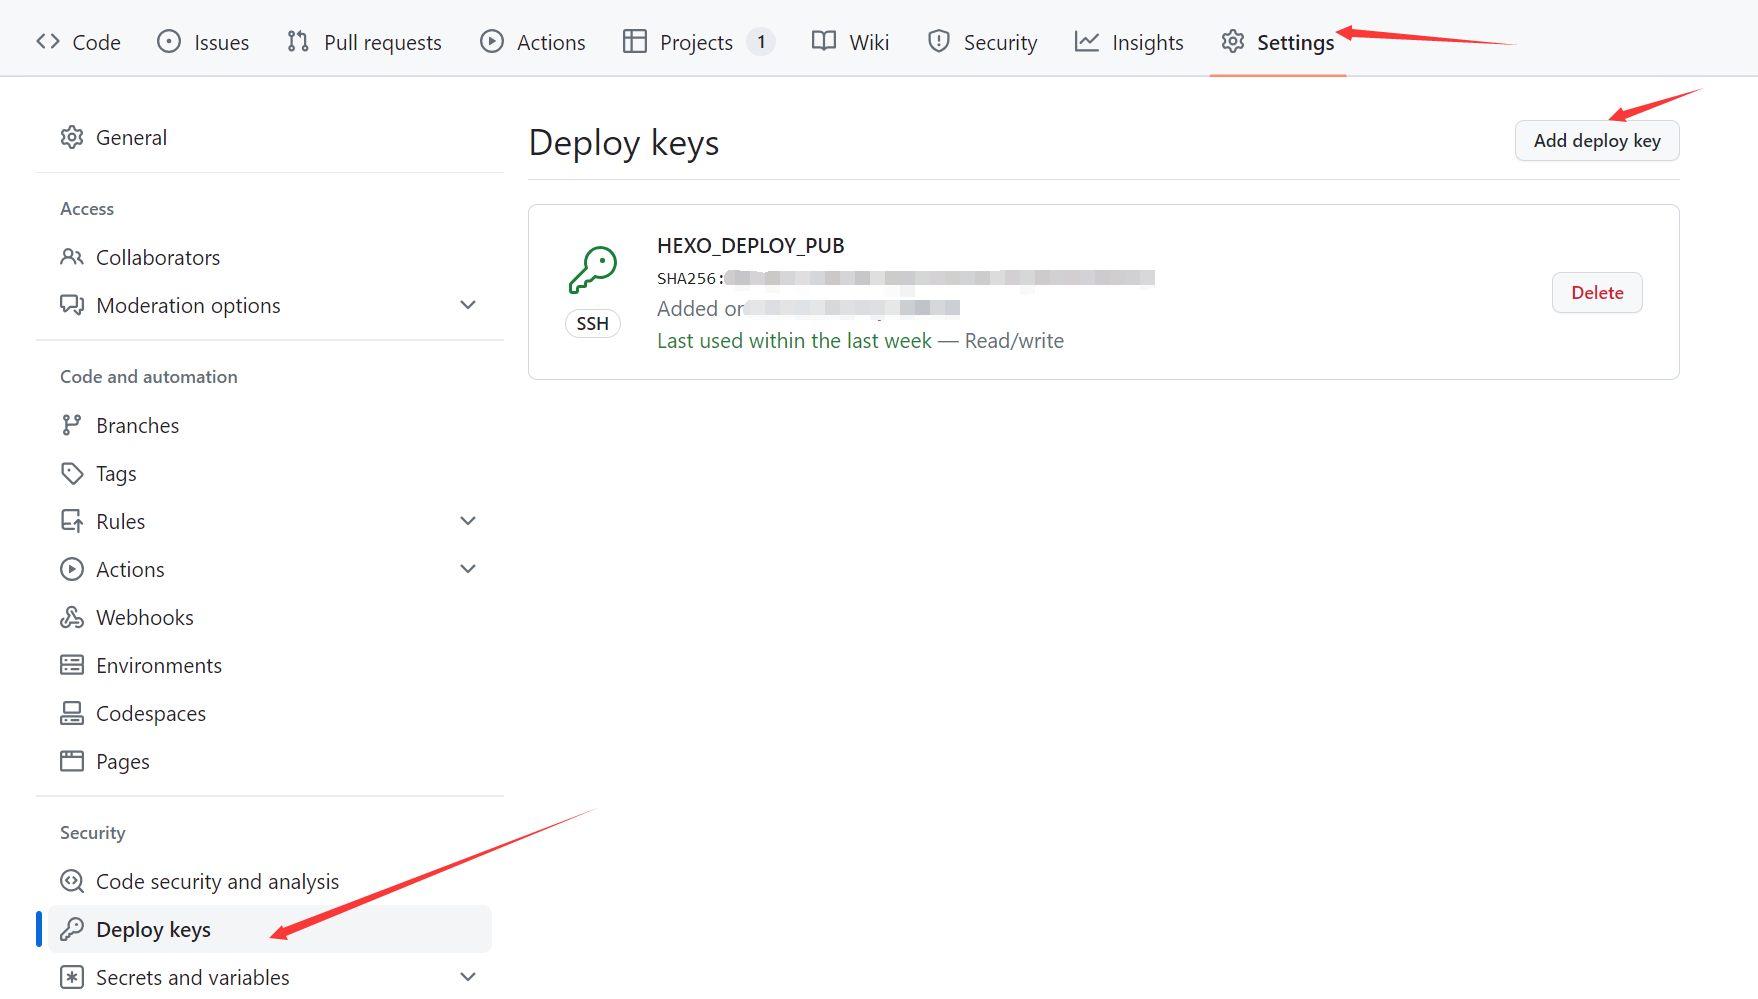 Code Issues Pull requests Actions Projects 1 Wiki Security Insights Settings
General
Access
Collaborators
Moderation options
Code and automation
Branches
Tags
Rules
Actions
Webhooks
Environments
Codespaces
Pages
Security
Code security and analysis
Deploy keys
Secrets and variables
Deploy keys
Add deploy key
HEXO_DEPLOY_PUB
SHA256:
Added on
SSH
Last used within the last week — Read/write
Delete